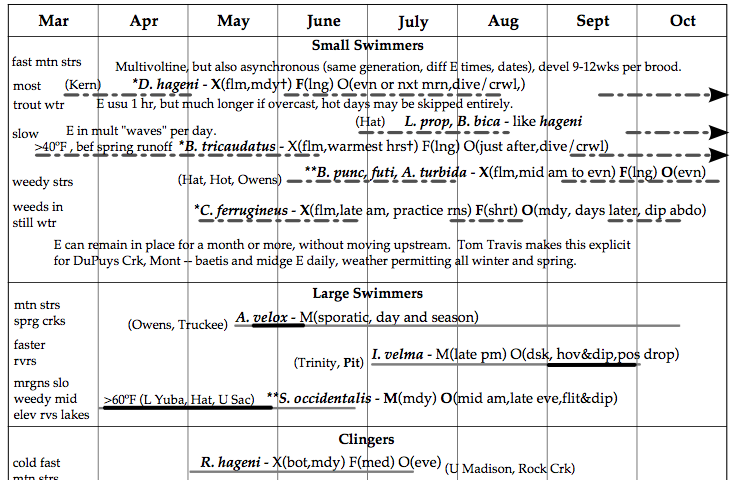 Mar Apr May June July Aug Sept Oct
Small Swimmers
fast mtn strs
Multivoltine, but also asynchronous (same generation, diff E times, dates), devel 9-12wks per brood.
most (Kern) *D. hageni - X(flm,mdy†) F(lng) O(evn or nxt mrn,dive/crwl,)
trout wtr E usu 1 hr, but much longer if overcast, hot days may be skipped entirely.
(Hat) L. prop, B. bica - like hageni
slow E in mult "waves" per day.
>40ºF , bef spring runoff *B. tricaudatus - X(flm,warmest hrs†) F(lng) O(just after,dive/crwl)
weedy strs (Hat, Hot, Owens) **B. punc, futi, A. turbida - X(flm,mid am to evn) F(lng) O(evn)
weeds in
still wtr *C. ferrugineus - X(flm,late am, practice rns) F(shrt) O(mdy, days later, dip abdo)
E can remain in place for a month or more, without moving upstream. Tom Travis makes this explicit
for DuPuys Crk, Mont -- baetis and midge E daily, weather permitting all winter and spring.
Large Swimmers
mtn strs
sprg crks (Owens, Truckee) A. velox - M(sporatic, day and season)
faster
rvrs (Trinity, Pit) I. velma - M(late pm) O(dsk, hov&dip,pos drop)
mrgns slo
weedy mid >60ºF (L Yuba, Hat, U Sac) **S. occidentalis - M(mdy) O(mid am,late eve,flit&dip)
elev rvs lakes
Clingers
cold fast R. hageni - X(bot,mdy) F(med) O(eve) (U Madison, Rock Crk)
mtn strs